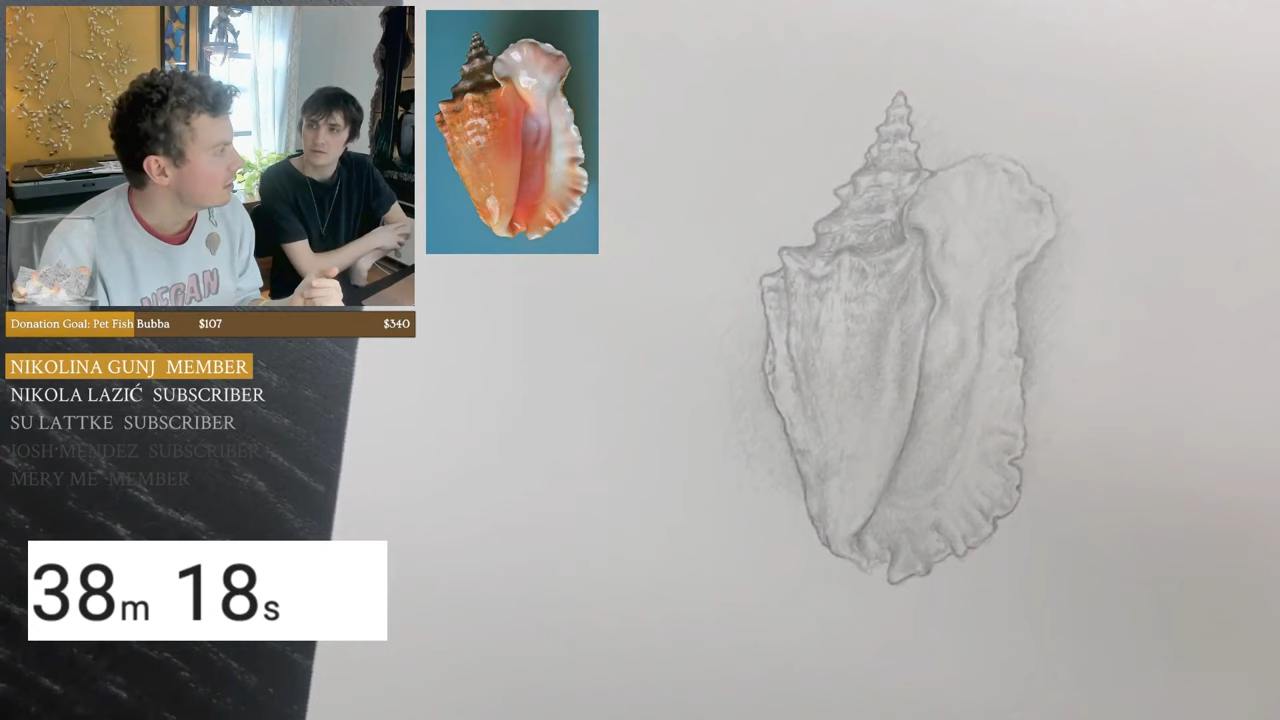 EGAN
Donation Goal: Pet Fish Bubba $107 $340
NIKOLINA GUNJ MEMBER
NIKOLA LAZIĆ SUBSCRIBER
SU LATTKE SUBSCRIBER
JOSH MENDEZ SUBSCRIBER
MERY ME MEMBER
38m 18s